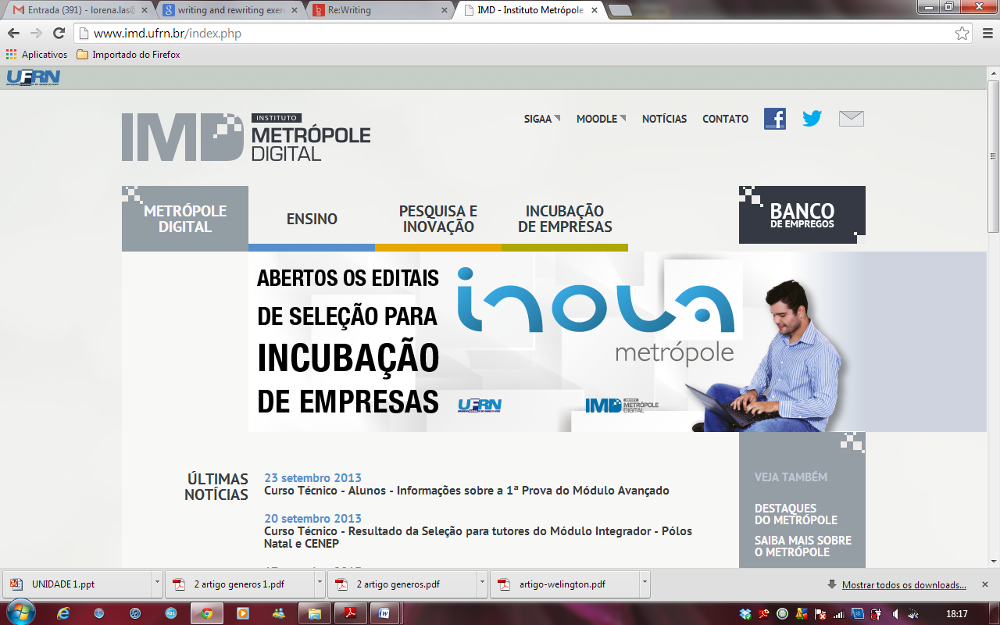 Entrada (391) - lorena.las@
writing and rewriting exerc
Re:Writing
IMD - Instituto Metrópole
www.imd.ufrn.br/index.php
Aplicativos
Importado do Firefox
UFRN
IMD
INSTITUTO
METRÓPOLE
DIGITAL
SIGAA
MOODLE
NOTÍCIAS
CONTATO
METRÓPOLE
DIGITAL
ENSINO
PESQUISA E
INOVAÇÃO
INCUBAÇÃO
DE EMPRESAS
BANCO
DE EMPREGOS
ABERTOS OS EDITAIS
DE SELEÇÃO PARA
INCUBAÇÃO
DE EMPRESAS
inova
metrópole
UFRN
IMD
METRÓPOLE
DIGITAL
ÚLTIMAS
NOTÍCIAS
23 setembro 2013
Curso Técnico - Alunos - Informações sobre a 1ª Prova do Módulo Avançado
20 setembro 2013
Curso Técnico - Resultado da Seleção para tutores do Módulo Integrador - Pólos
Natal e CENEP
VEJA TAMBÉM
DESTAQUES
DO METRÓPOLE
SAIBA MAIS SOBRE
O METRÓPOLE
UNIDADE 1.ppt
2 artigo generos 1.pdf
2 artigo generos.pdf
artigo-welington.pdf
Mostrar todos os downloads...
18:17